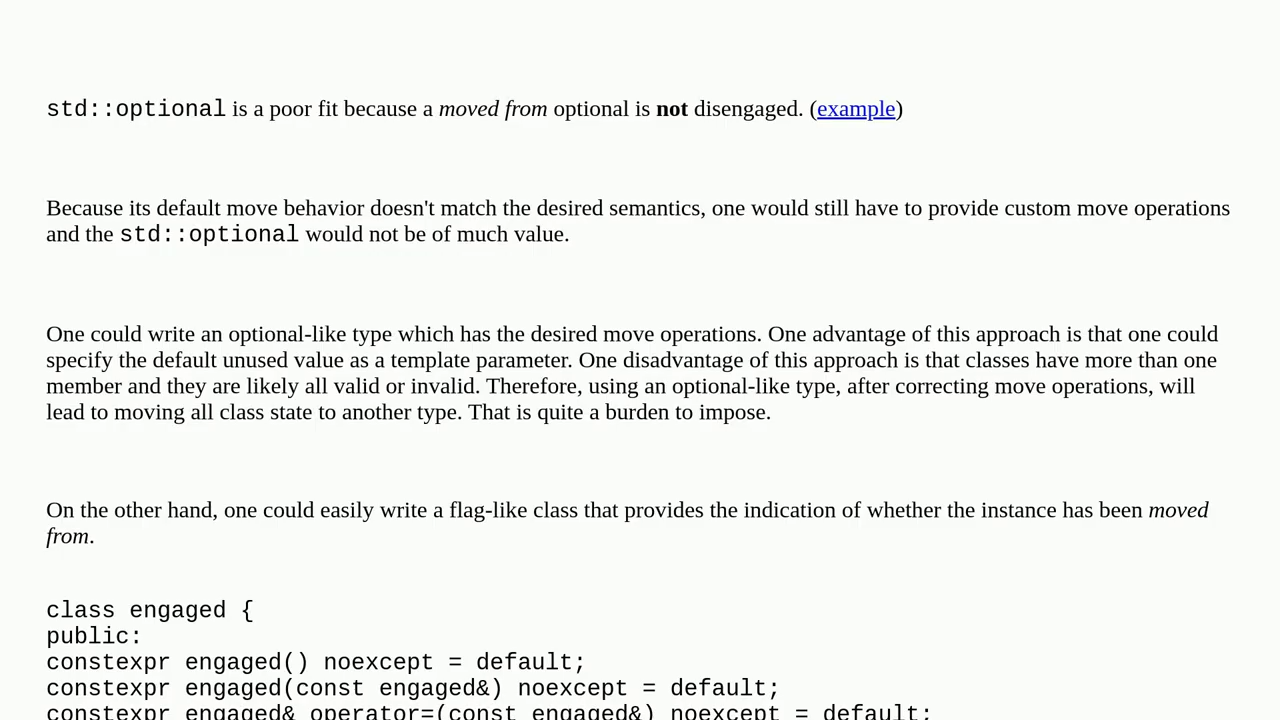 std::optional is a poor fit because a moved from optional is not disengaged. (example)
Because its default move behavior doesn't match the desired semantics, one would still have to provide custom move operations
and the std::optional would not be of much value.
One could write an optional-like type which has the desired move operations. One advantage of this approach is that one could
specify the default unused value as a template parameter. One disadvantage of this approach is that classes have more than one
member and they are likely all valid or invalid. Therefore, using an optional-like type, after correcting move operations, will
lead to moving all class state to another type. That is quite a burden to impose.
On the other hand, one could easily write a flag-like class that provides the indication of whether the instance has been moved
from.
class engaged {
public:
constexpr engaged() noexcept = default;
constexpr engaged(const engaged&) noexcept = default;
constexpr engaged& operator=(const engaged&) noexcept = default;